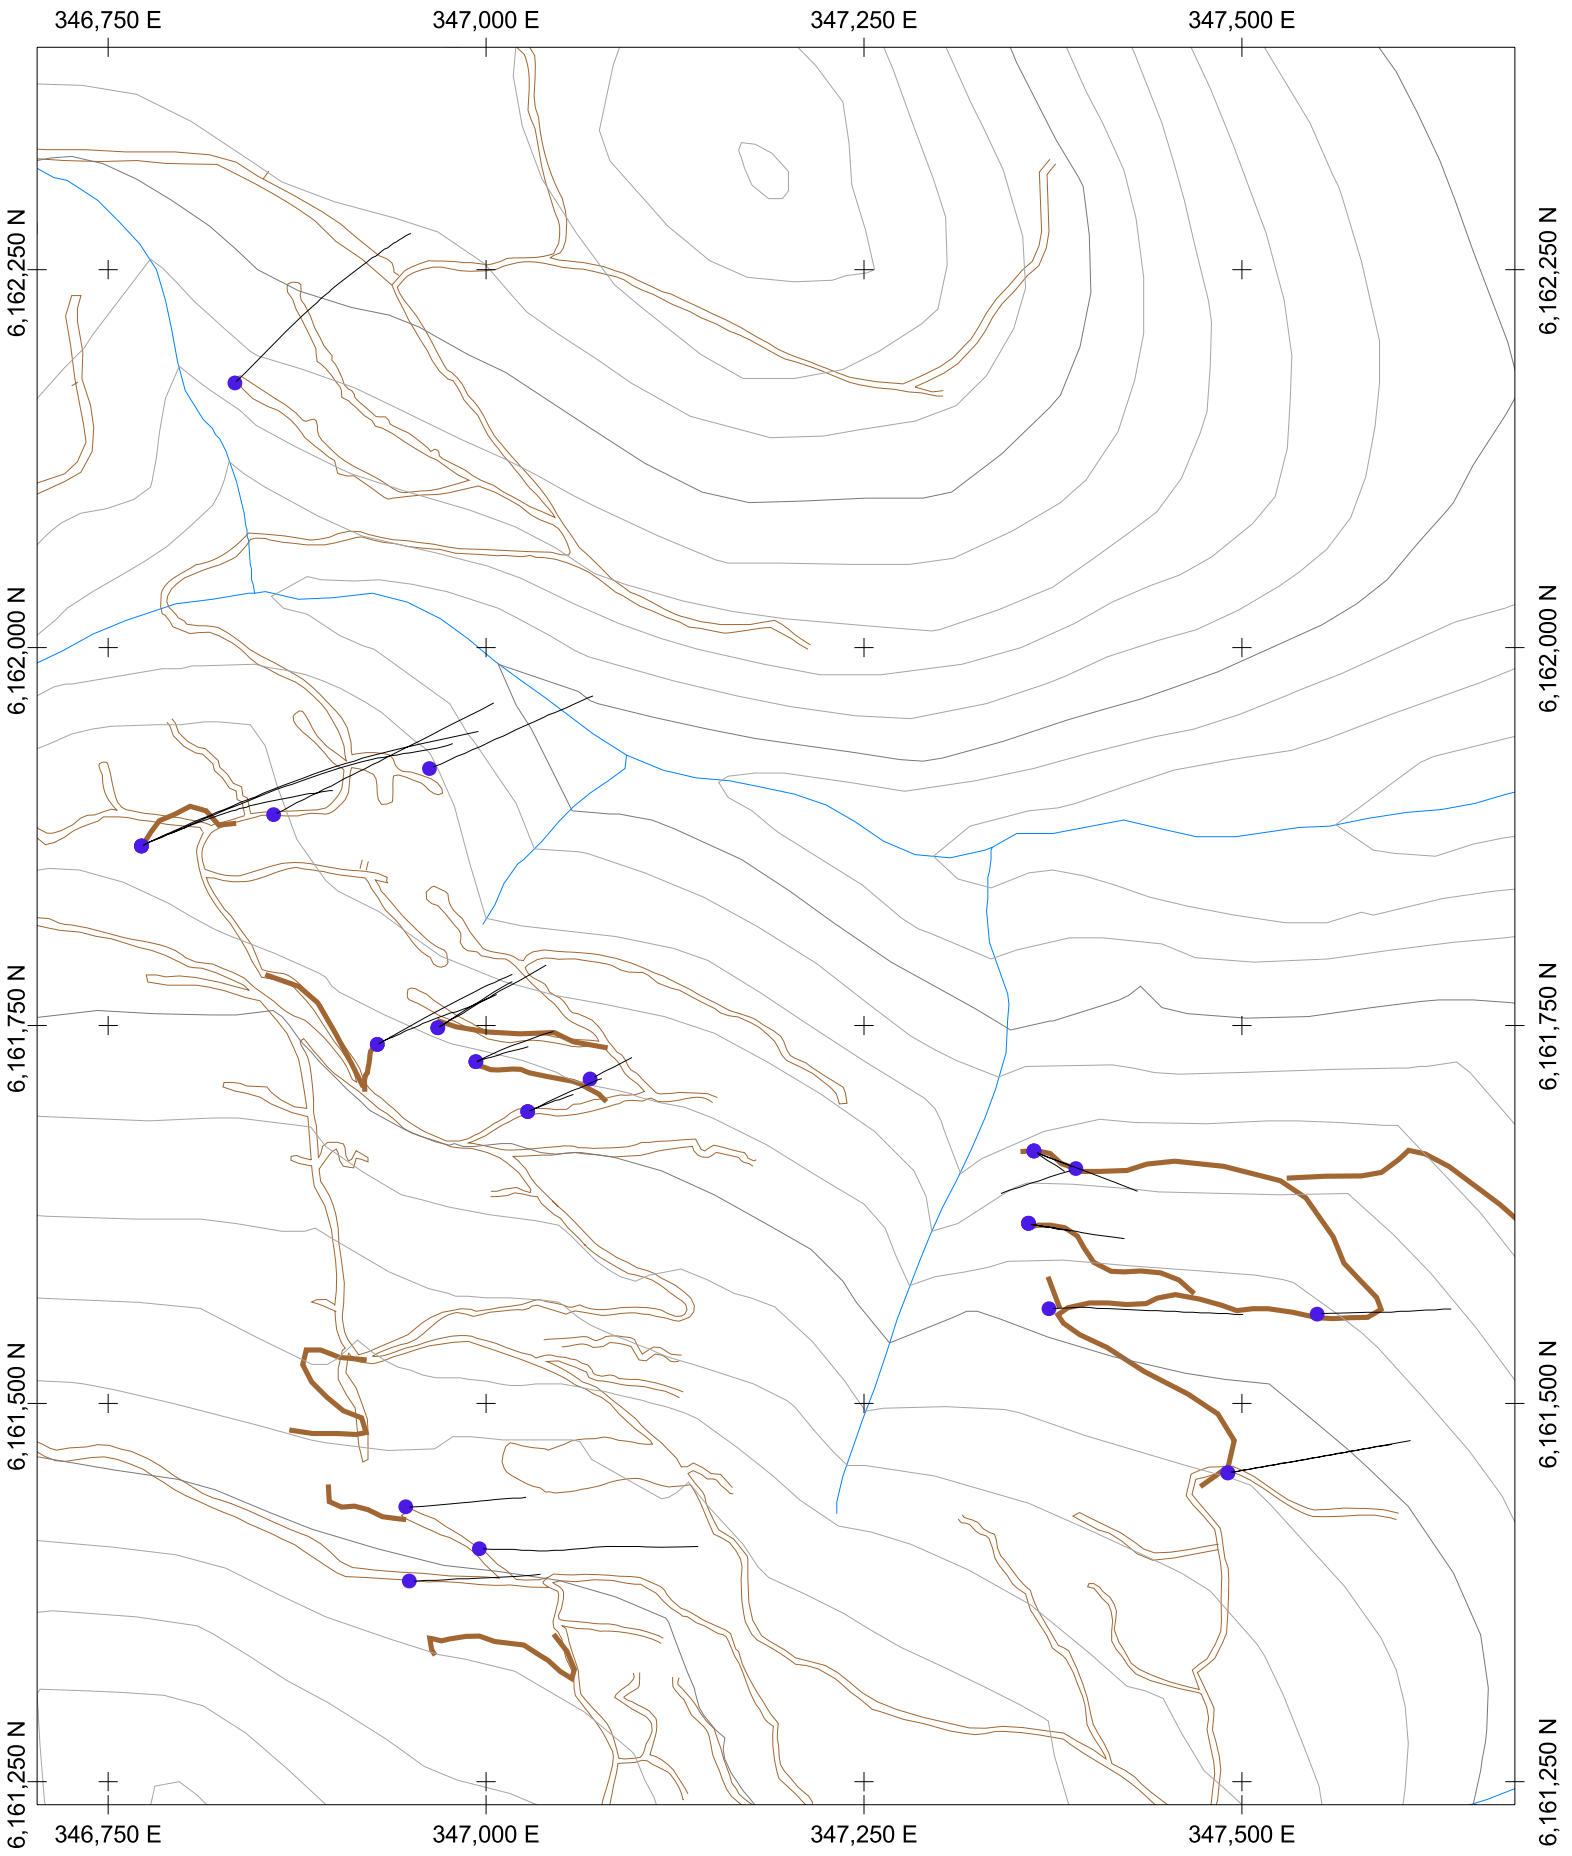 346,750 E 347,000 E 347,250 E 347,500 E
6,162,250 N 6,162,250 N
6,162,000 N 6,162,000 N
6,161,750 N 6,161,750 N
6,161,500 N 6,161,500 N
6,161,250 N 6,161,250 N
346,750 E 347,000 E 347,250 E 347,500 E